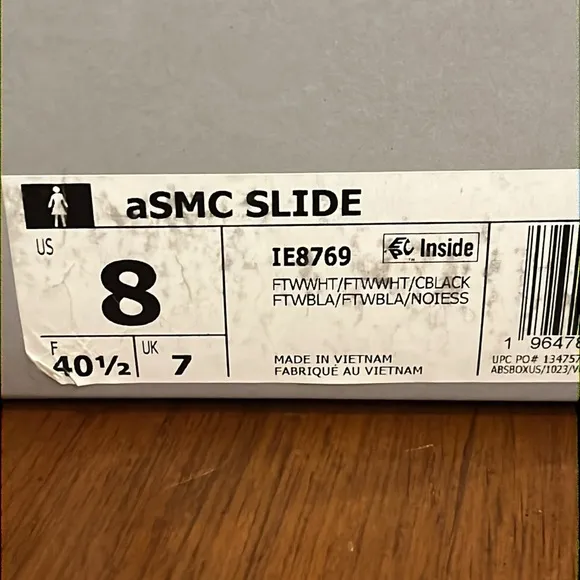 aSMC SLIDE
US
8
F
40½
UK
7
IE8769
Inside
FTWWHT/FTWWHT/CBLACK
FTWBLA/FTWBLA/NOIESS
MADE IN VIETNAM
FABRIQUÉ AU VIETNAM
1 96478
UPC PO# 134757
ABSBOXUS/1023/V